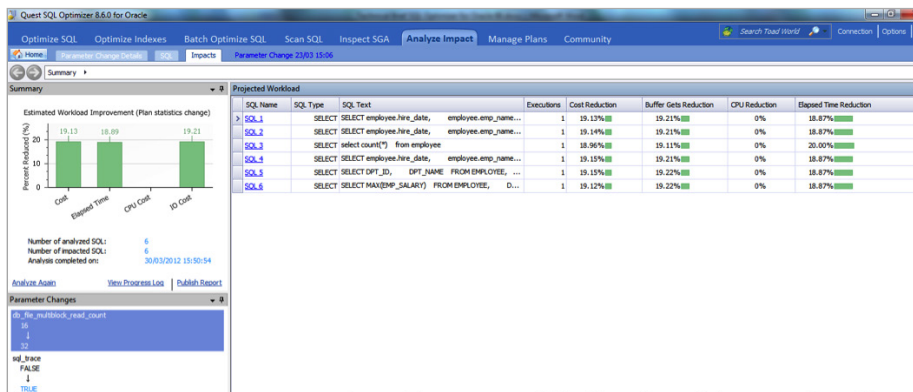 Quest SQL Optimizer 8.6.0 for Oracle
Optimize SQL Optimize Indexes Batch Optimize SQL Scan SQL Inspect SGA Analyze Impact Manage Plans Community Search Toad World Connection Options
Home Parameter Change Details SQL Impacts Parameter Change 23/03 15:06
Summary
Summary
Estimated Workload Improvement (Plan statistics change)
Percent Reduced (%)
19.13 18.89 19.21
20
10
0
Cost Elapsed Time CPU Cost IO Cost
Number of analyzed SQL: 6
Number of impacted SQL: 6
Analysis completed on: 30/03/2012 15:50:54
Analyze Again View Progress Log Publish Report
Parameter Changes
db_file_multiblock_read_count
16
↓
32
sql_trace
FALSE
↓
TRUE
Projected Workload
SQL Name SQL Type SQL Text Executions Cost Reduction Buffer Gets Reduction CPU Reduction Elapsed Time Reduction
SQL 1 SELECT SELECT employee.hire_date, employee.emp_name... 1 19.13% 19.21% 0% 18.87%
SQL 2 SELECT SELECT employee.hire_date, employee.emp_name... 1 19.14% 19.21% 0% 18.87%
SQL 3 SELECT select count(*) from employee 1 18.96% 19.11% 0% 20.00%
SQL 4 SELECT SELECT employee.hire_date, employee.emp_name... 1 19.15% 19.21% 0% 18.87%
SQL 5 SELECT SELECT DPT_ID, DPT_NAME FROM EMPLOYEE, ... 1 19.15% 19.22% 0% 18.87%
SQL 6 SELECT SELECT MAX(EMP_SALARY) FROM EMPLOYEE, D... 1 19.12% 19.22% 0% 18.87%